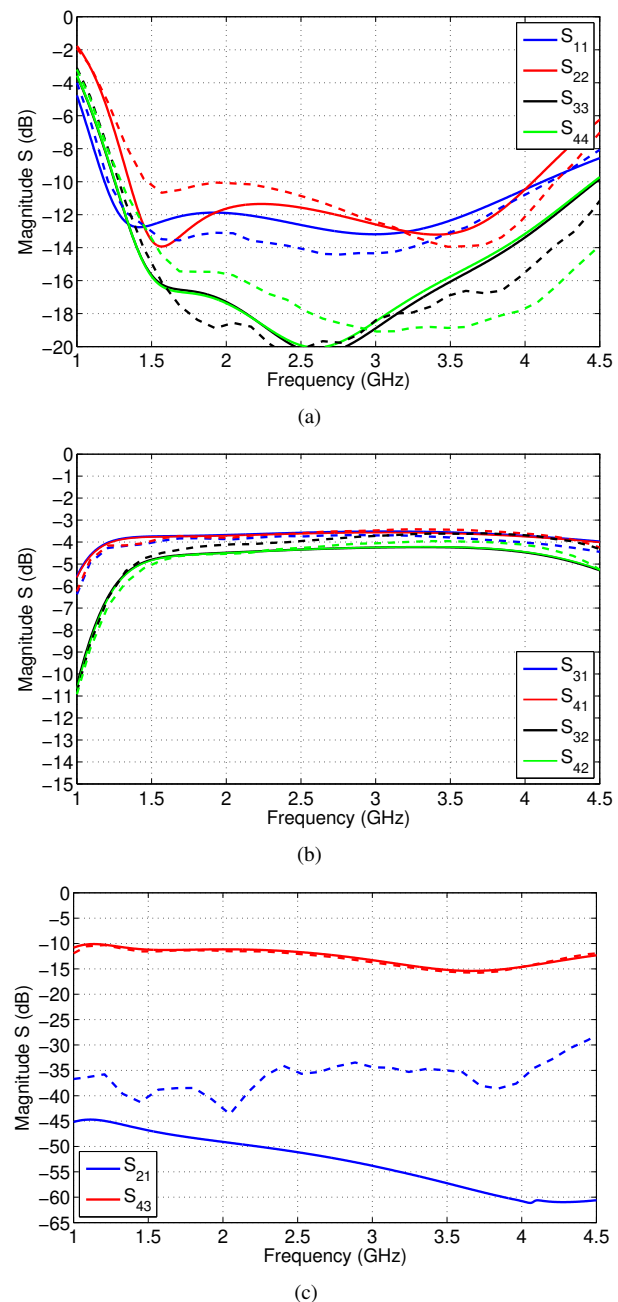 0
−2
−4
−6
−8
−10
−12
−14
−16
−18
−20
Magnitude S (dB)
S11
S22
S33
S44
1 1.5 2 2.5 3 3.5 4 4.5
Frequency (GHz)
(a)
0
−1
−2
−3
−4
−5
−6
−7
−8
−9
−10
−11
−12
−13
−14
−15
Magnitude S (dB)
S31
S41
S32
S42
1 1.5 2 2.5 3 3.5 4 4.5
Frequency (GHz)
(b)
0
−5
−10
−15
−20
−25
−30
−35
−40
−45
−50
−55
−60
−65
Magnitude S (dB)
S21
S43
1 1.5 2 2.5 3 3.5 4 4.5
Frequency (GHz)
(c)